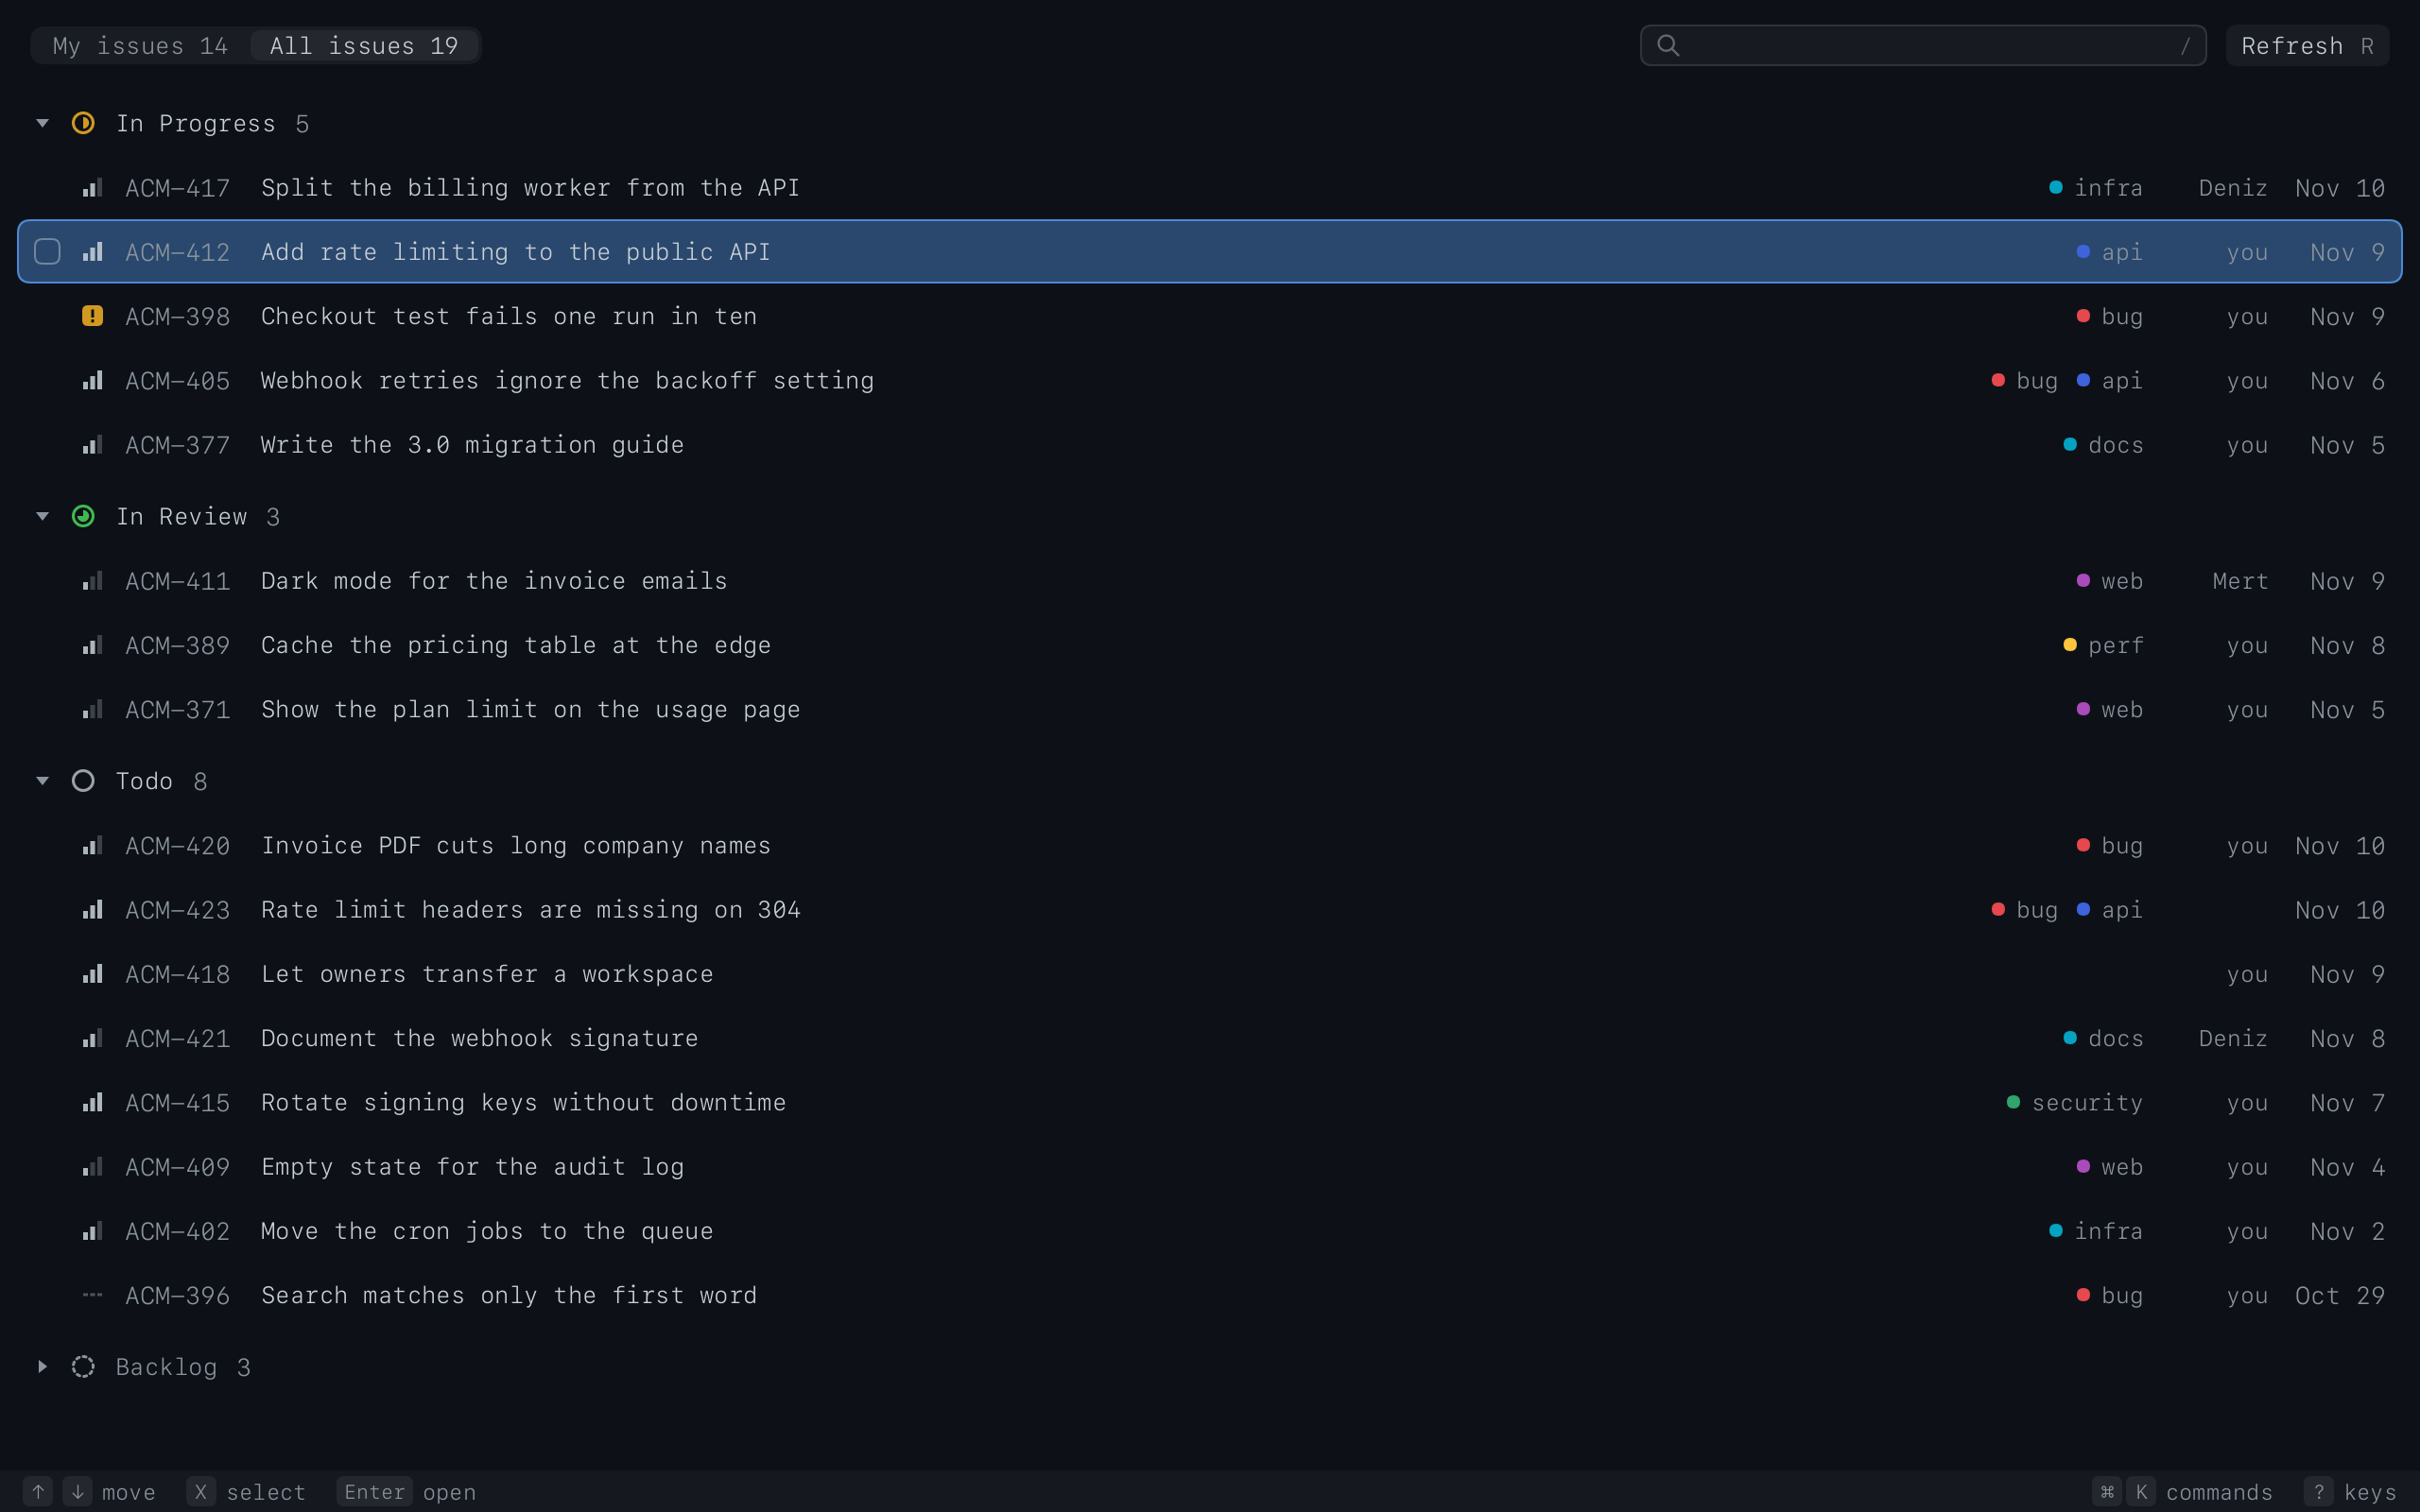 My issues 14 All issues 19 / Refresh R
In Progress 5
ACM-417 Split the billing worker from the API infra Deniz Nov 10
ACM-412 Add rate limiting to the public API api you Nov 9
ACM-398 Checkout test fails one run in ten bug you Nov 9
ACM-405 Webhook retries ignore the backoff setting bug api you Nov 6
ACM-377 Write the 3.0 migration guide docs you Nov 5
In Review 3
ACM-411 Dark mode for the invoice emails web Mert Nov 9
ACM-389 Cache the pricing table at the edge perf you Nov 8
ACM-371 Show the plan limit on the usage page web you Nov 5
Todo 8
ACM-420 Invoice PDF cuts long company names bug you Nov 10
ACM-423 Rate limit headers are missing on 304 bug api Nov 10
ACM-418 Let owners transfer a workspace you Nov 9
ACM-421 Document the webhook signature docs Deniz Nov 8
ACM-415 Rotate signing keys without downtime security you Nov 7
ACM-409 Empty state for the audit log web you Nov 4
ACM-402 Move the cron jobs to the queue infra you Nov 2
ACM-396 Search matches only the first word bug you Oct 29
Backlog 3
↑ ↓ move X select Enter open ⌘ K commands ? keys